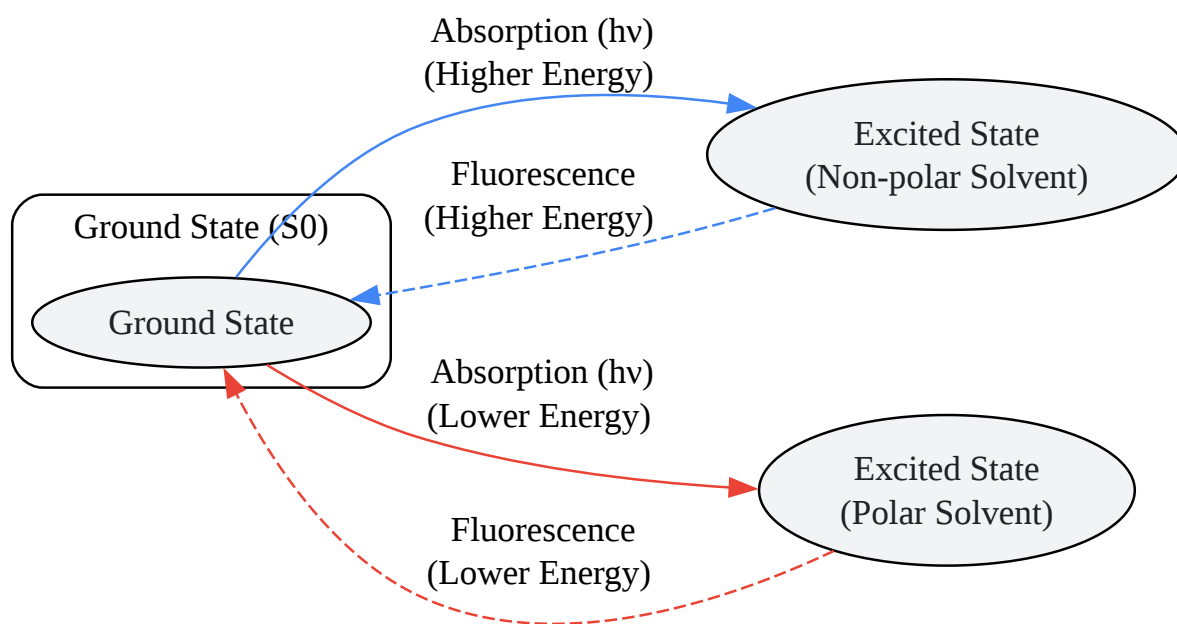 Absorption (hν)
(Higher Energy)
Excited State
(Non-polar Solvent)
Fluorescence
(Higher Energy)
Ground State (S0)
Ground State
Absorption (hν)
(Lower Energy)
Excited State
(Polar Solvent)
Fluorescence
(Lower Energy)